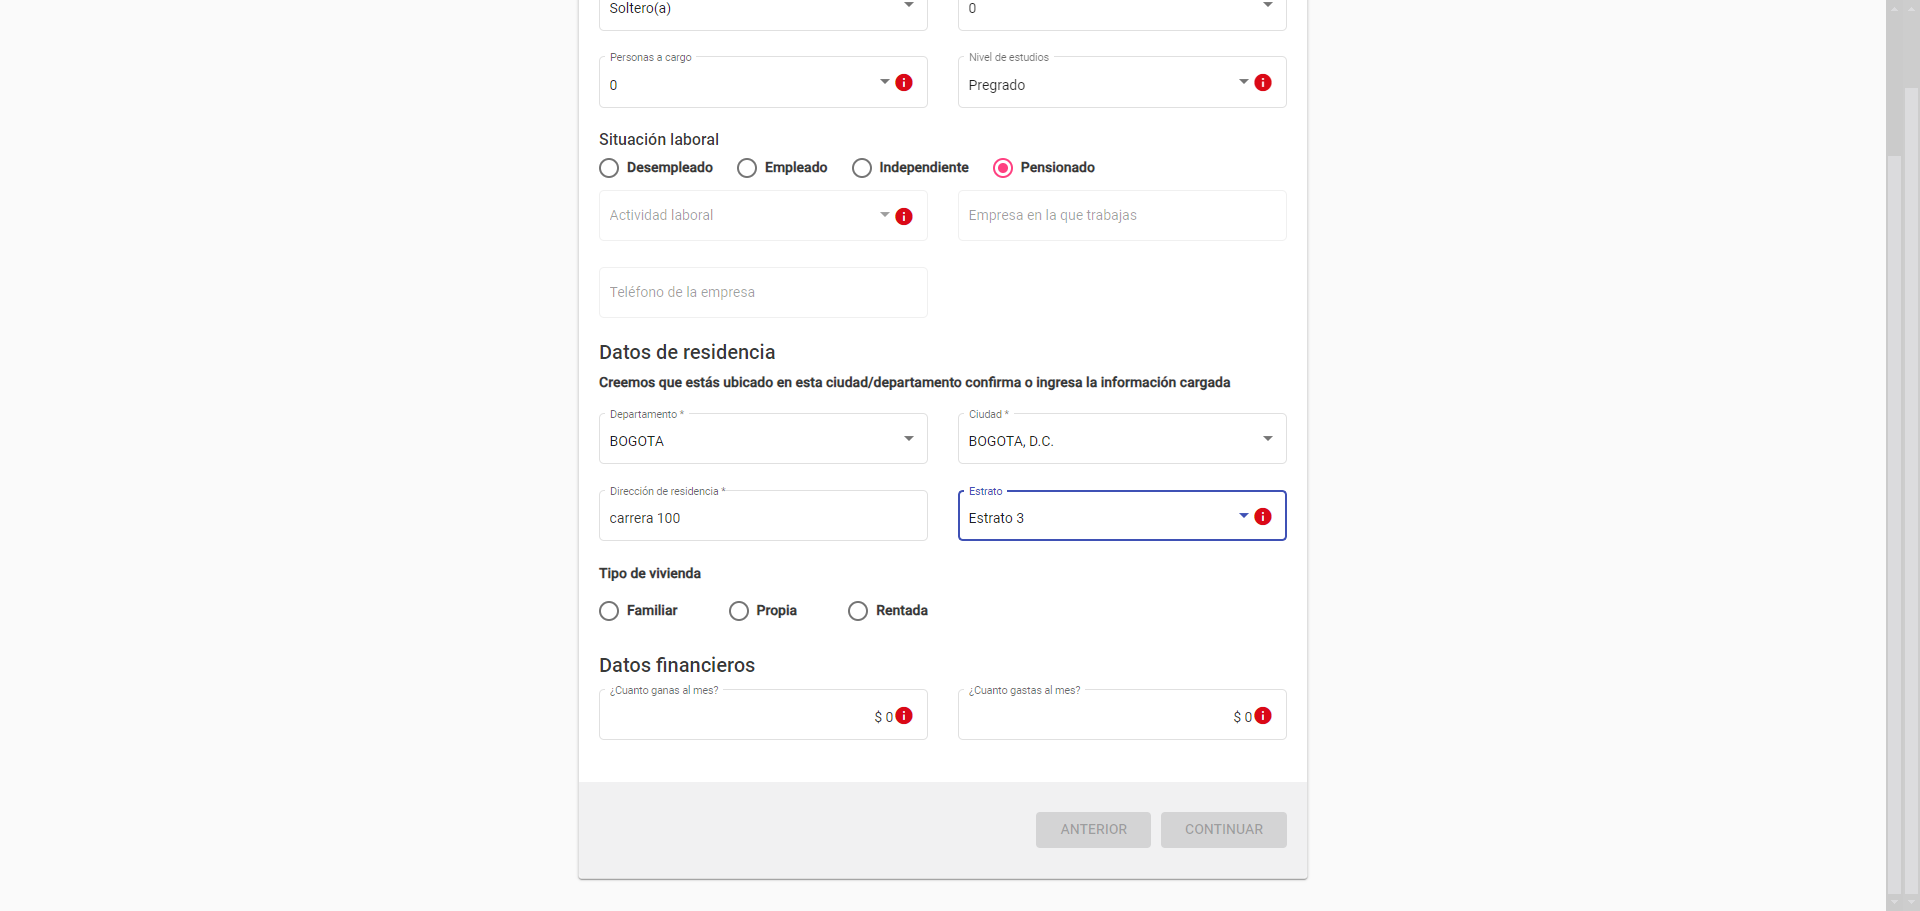 Soltero(a) 0
Personas a cargo Nivel de estudios
0 Pregrado
Situación laboral
Desempleado Empleado Independiente Pensionado
Actividad laboral Empresa en la que trabajas
Teléfono de la empresa
Datos de residencia
Creemos que estás ubicado en esta ciudad/departamento confirma o ingresa la información cargada
Departamento * Ciudad *
BOGOTA BOGOTA, D.C.
Dirección de residencia * Estrato
carrera 100 Estrato 3
Tipo de vivienda
Familiar Propia Rentada
Datos financieros
¿Cuanto ganas al mes? ¿Cuanto gastas al mes?
$ 0 $ 0
ANTERIOR CONTINUAR